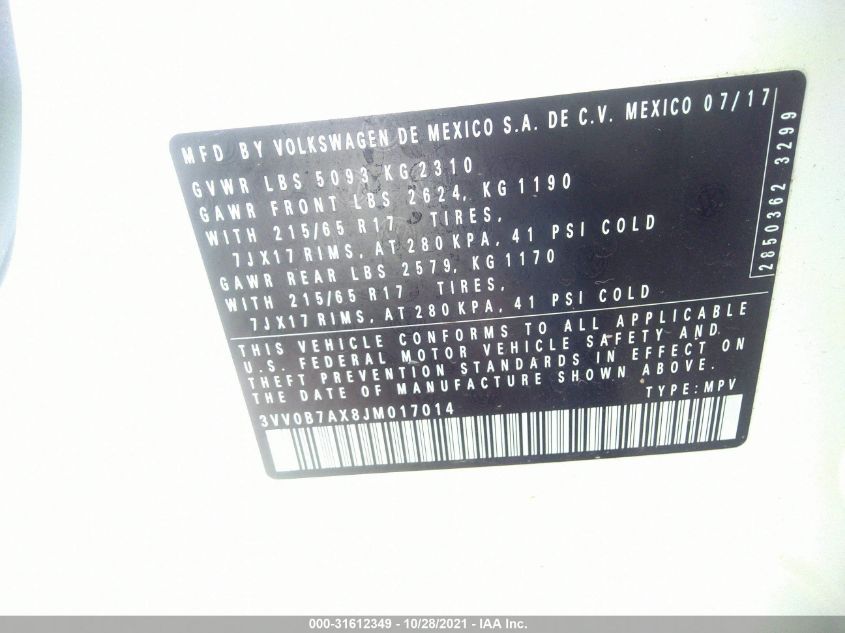 MFD BY VOLKSWAGEN DE MEXICO S.A. DE C.V. MEXICO 07/17
GVWR LBS 5093 KG 2310
GAWR FRONT LBS 2624, KG 1190
WITH 215/65 R17 TIRES,
7JX17 RIMS, AT 280 KPA, 41 PSI COLD
GAWR REAR LBS 2579, KG 1170
WITH 215/65 R17 TIRES,
7JX17 RIMS, AT 280 KPA, 41 PSI COLD
THIS VEHICLE CONFORMS TO ALL APPLICABLE
U.S. FEDERAL MOTOR VEHICLE SAFETY AND
THEFT PREVENTION STANDARDS IN EFFECT ON
THE DATE OF MANUFACTURE SHOWN ABOVE.
TYPE: MPV
3VV0B7AX8JM017014
2850362 3299
000-31612349 - 10/28/2021 - IAA Inc.